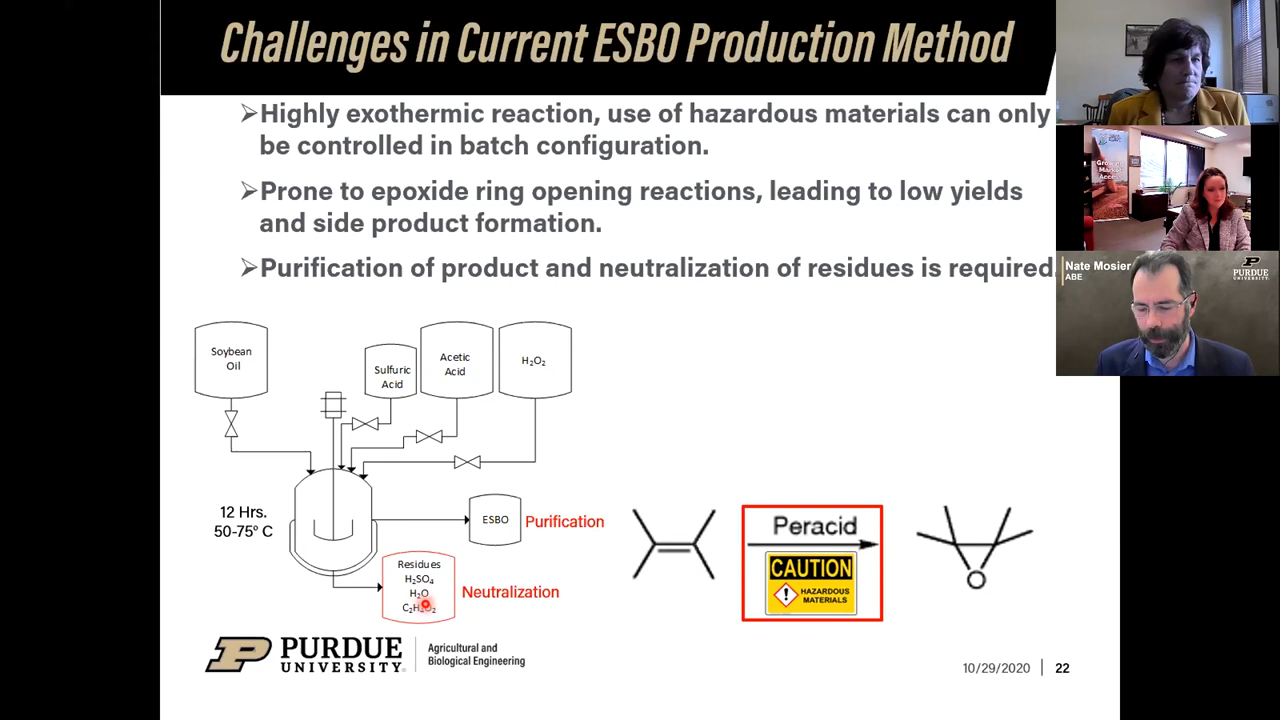 Challenges in Current ESBO Production Method
➢Highly exothermic reaction, use of hazardous materials can only
be controlled in batch configuration.
➢Prone to epoxide ring opening reactions, leading to low yields
and side product formation.
➢Purification of product and neutralization of residues is required.
Soybean
Oil
Sulfuric
Acid
Acetic
Acid
H₂O₂
12 Hrs.
50-75° C
ESBO
Purification
Residues
H₂SO₄
H₂O
Neutralization
Peracid
CAUTION
HAZARDOUS
MATERIALS
O
P PURDUE
UNIVERSITY®
Agricultural and
Biological Engineering
10/29/2020 | 22
Market
Access
Nate Mosier
ABE
P
PURDUE
UNIVERSITY